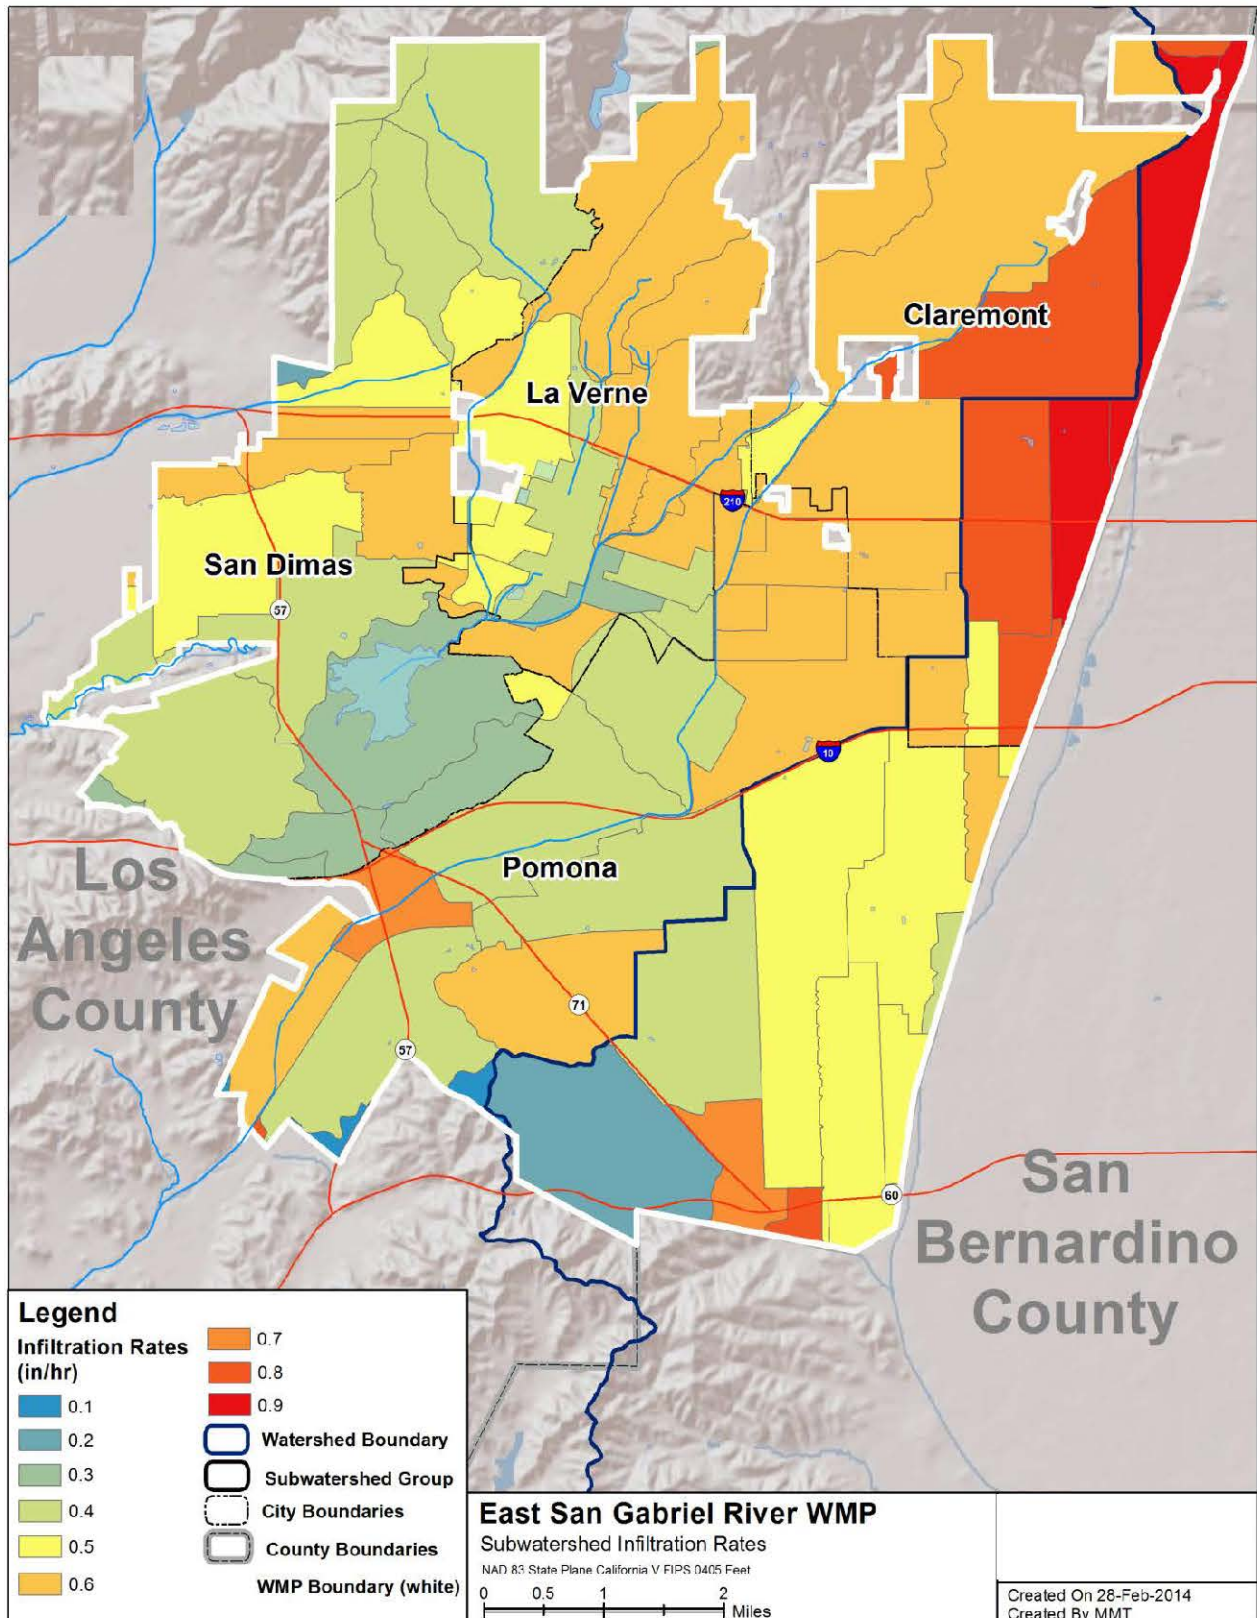 Claremont
La Verne
210
San Dimas
57
10
Pomona
Los
Angeles
County
71
57
San
Bernardino
County
60
Legend
Infiltration Rates
(in/hr)
0.1
0.2
0.3
0.4
0.5
0.6
0.7
0.8
0.9
Watershed Boundary
Subwatershed Group
City Boundaries
County Boundaries
WMP Boundary (white)
East San Gabriel River WMP
Subwatershed Infiltration Rates
NAD 83 State Plane California V FIPS 0405 Feet
0 0.5 1 2
Miles
Created On 28-Feb-2014
Created By MMT